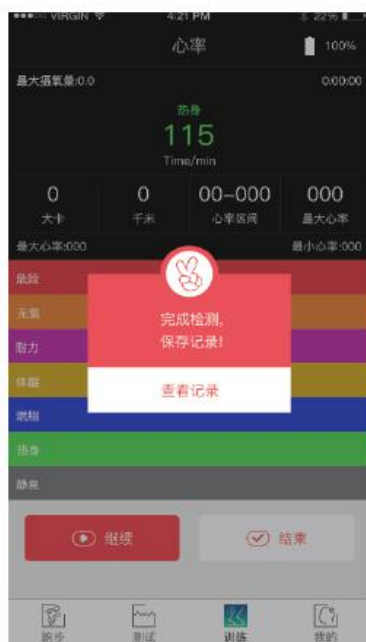 VIRGIN 4:21 PM 22%
心率 100%
最大摄氧量:0.0 0:00:00
热身
115
Time/min
0 0 00-000 000
大卡 千米 心率区间 最大心率
最大心率:000 最小心率:000
危险
无氧
耐力
体能
燃脂
热身
静息
完成检测,
保存记录!
查看记录
继续 结束
跑步 测试 训练 我的